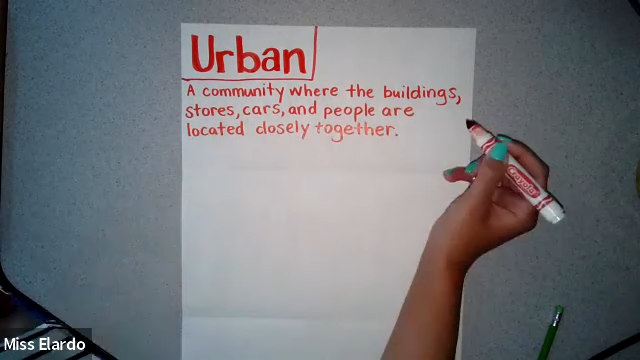 Urban
A community where the buildings,
stores, cars, and people are
located closely together.
Crayola
Miss Elardo